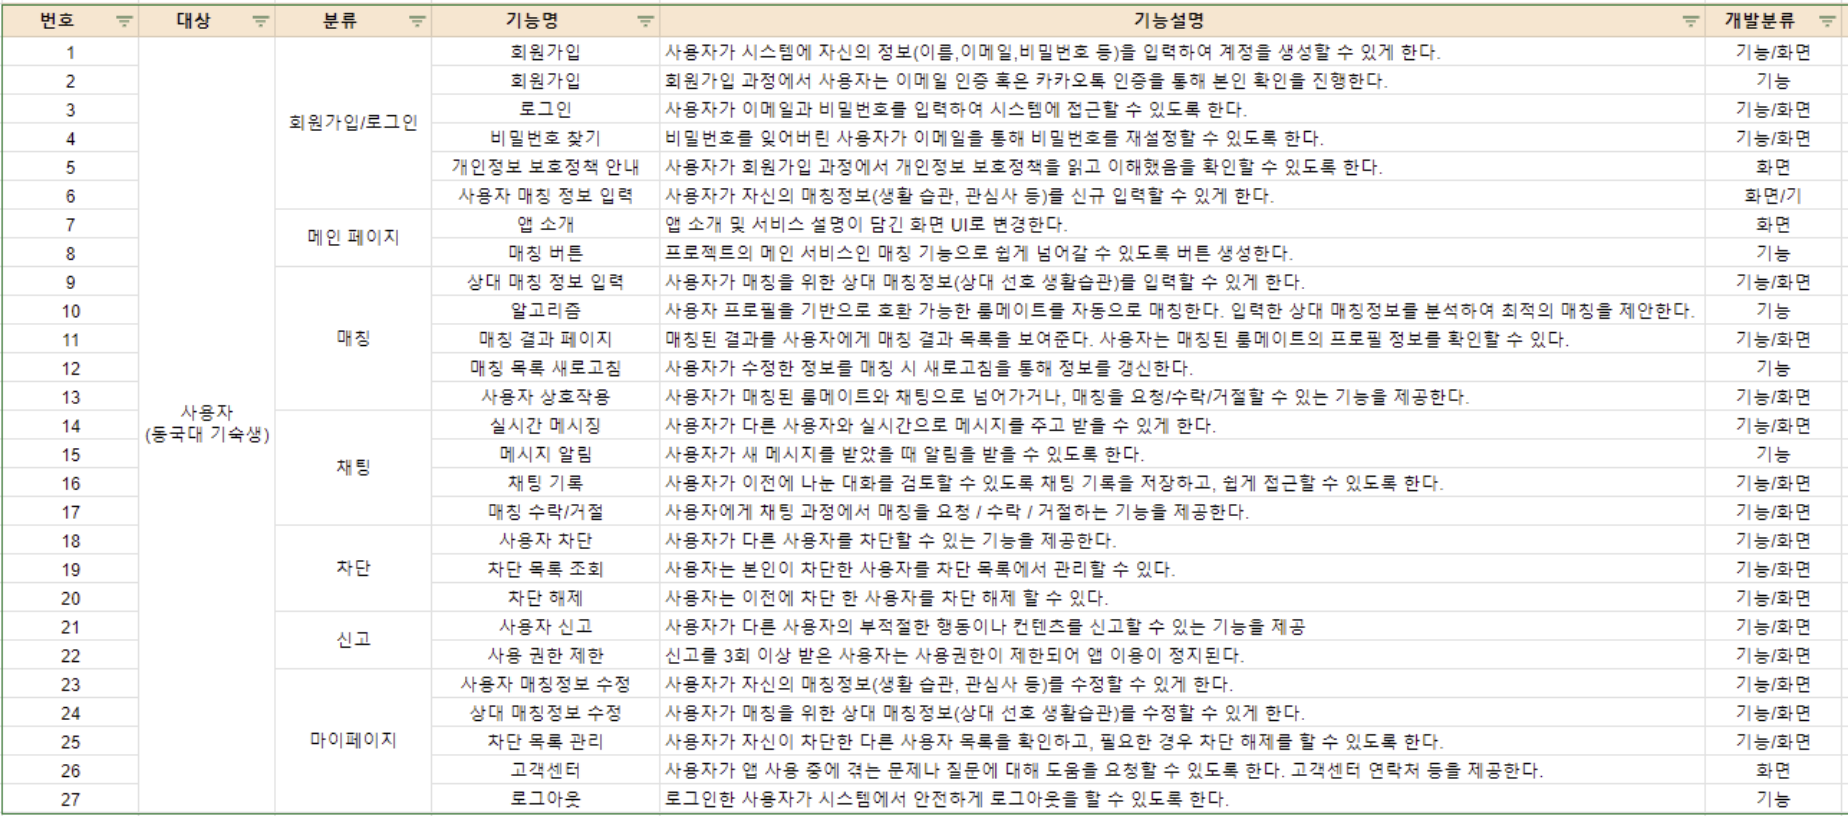 번호 대상 분류 기능명 기능설명 개발분류
1 회원가입 사용자가 시스템에 자신의 정보(이름,이메일,비밀번호 등)을 입력하여 계정을 생성할 수 있게 한다. 기능/화면
2 회원가입 회원가입 과정에서 사용자는 이메일 인증 혹은 카카오톡 인증을 통해 본인 확인을 진행한다. 기능
3 로그인 사용자가 이메일과 비밀번호를 입력하여 시스템에 접근할 수 있도록 한다. 기능/화면
회원가입/로그인
4 비밀번호 찾기 비밀번호를 잊어버린 사용자가 이메일을 통해 비밀번호를 재설정할 수 있도록 한다. 기능/화면
5 개인정보 보호정책 안내 사용자가 회원가입 과정에서 개인정보 보호정책을 읽고 이해했음을 확인할 수 있도록 한다. 화면
6 사용자 매칭 정보 입력 사용자가 자신의 매칭정보(생활 습관, 관심사 등)를 신규 입력할 수 있게 한다. 화면/기
7 앱 소개 앱 소개 및 서비스 설명이 담긴 화면 UI로 변경한다. 화면
메인 페이지
8 매칭 버튼 프로젝트의 메인 서비스인 매칭 기능으로 쉽게 넘어갈 수 있도록 버튼 생성한다. 기능
9 상대 매칭 정보 입력 사용자가 매칭을 위한 상대 매칭정보(상대 선호 생활습관)를 입력할 수 있게 한다. 기능/화면
10 알고리즘 사용자 프로필을 기반으로 호환 가능한 룸메이트를 자동으로 매칭한다. 입력한 상대 매칭정보를 분석하여 최적의 매칭을 제안한다. 기능
11 매칭 매칭 결과 페이지 매칭된 결과를 사용자에게 매칭 결과 목록을 보여준다. 사용자는 매칭된 룸메이트의 프로필 정보를 확인할 수 있다. 기능/화면
12 매칭 목록 새로고침 사용자가 수정한 정보를 매칭 시 새로고침을 통해 정보를 갱신한다. 기능
13 사용자 상호작용 사용자가 매칭된 룸메이트와 채팅으로 넘어가거나, 매칭을 요청/수락/거절할 수 있는 기능을 제공한다. 기능/화면
사용자
(동국대 기숙생)
14 실시간 메시징 사용자가 다른 사용자와 실시간으로 메시지를 주고 받을 수 있게 한다. 기능/화면
15 메시지 알림 사용자가 새 메시지를 받았을 때 알림을 받을 수 있도록 한다. 기능
채팅
16 채팅 기록 사용자가 이전에 나눈 대화를 검토할 수 있도록 채팅 기록을 저장하고, 쉽게 접근할 수 있도록 한다. 기능/화면
17 매칭 수락/거절 사용자에게 채팅 과정에서 매칭을 요청 / 수락 / 거절하는 기능을 제공한다. 기능/화면
18 사용자 차단 사용자가 다른 사용자를 차단할 수 있는 기능을 제공한다. 기능/화면
19 차단 차단 목록 조회 사용자는 본인이 차단한 사용자를 차단 목록에서 관리할 수 있다. 기능/화면
20 차단 해제 사용자는 이전에 차단 한 사용자를 차단 해제 할 수 있다. 기능/화면
21 사용자 신고 사용자가 다른 사용자의 부적절한 행동이나 컨텐츠를 신고할 수 있는 기능을 제공 기능/화면
신고
22 사용 권한 제한 신고를 3회 이상 받은 사용자는 사용권한이 제한되어 앱 이용이 정지된다. 기능/화면
23 사용자 매칭정보 수정 사용자가 자신의 매칭정보(생활 습관, 관심사 등)를 수정할 수 있게 한다. 기능/화면
24 상대 매칭정보 수정 사용자가 매칭을 위한 상대 매칭정보(상대 선호 생활습관)를 수정할 수 있게 한다. 기능/화면
25 마이페이지 차단 목록 관리 사용자가 자신이 차단한 다른 사용자 목록을 확인하고, 필요한 경우 차단 해제를 할 수 있도록 한다. 기능/화면
26 고객센터 사용자가 앱 사용 중에 겪는 문제나 질문에 대해 도움을 요청할 수 있도록 한다. 고객센터 연락처 등을 제공한다. 화면
27 로그아웃 로그인한 사용자가 시스템에서 안전하게 로그아웃을 할 수 있도록 한다. 기능